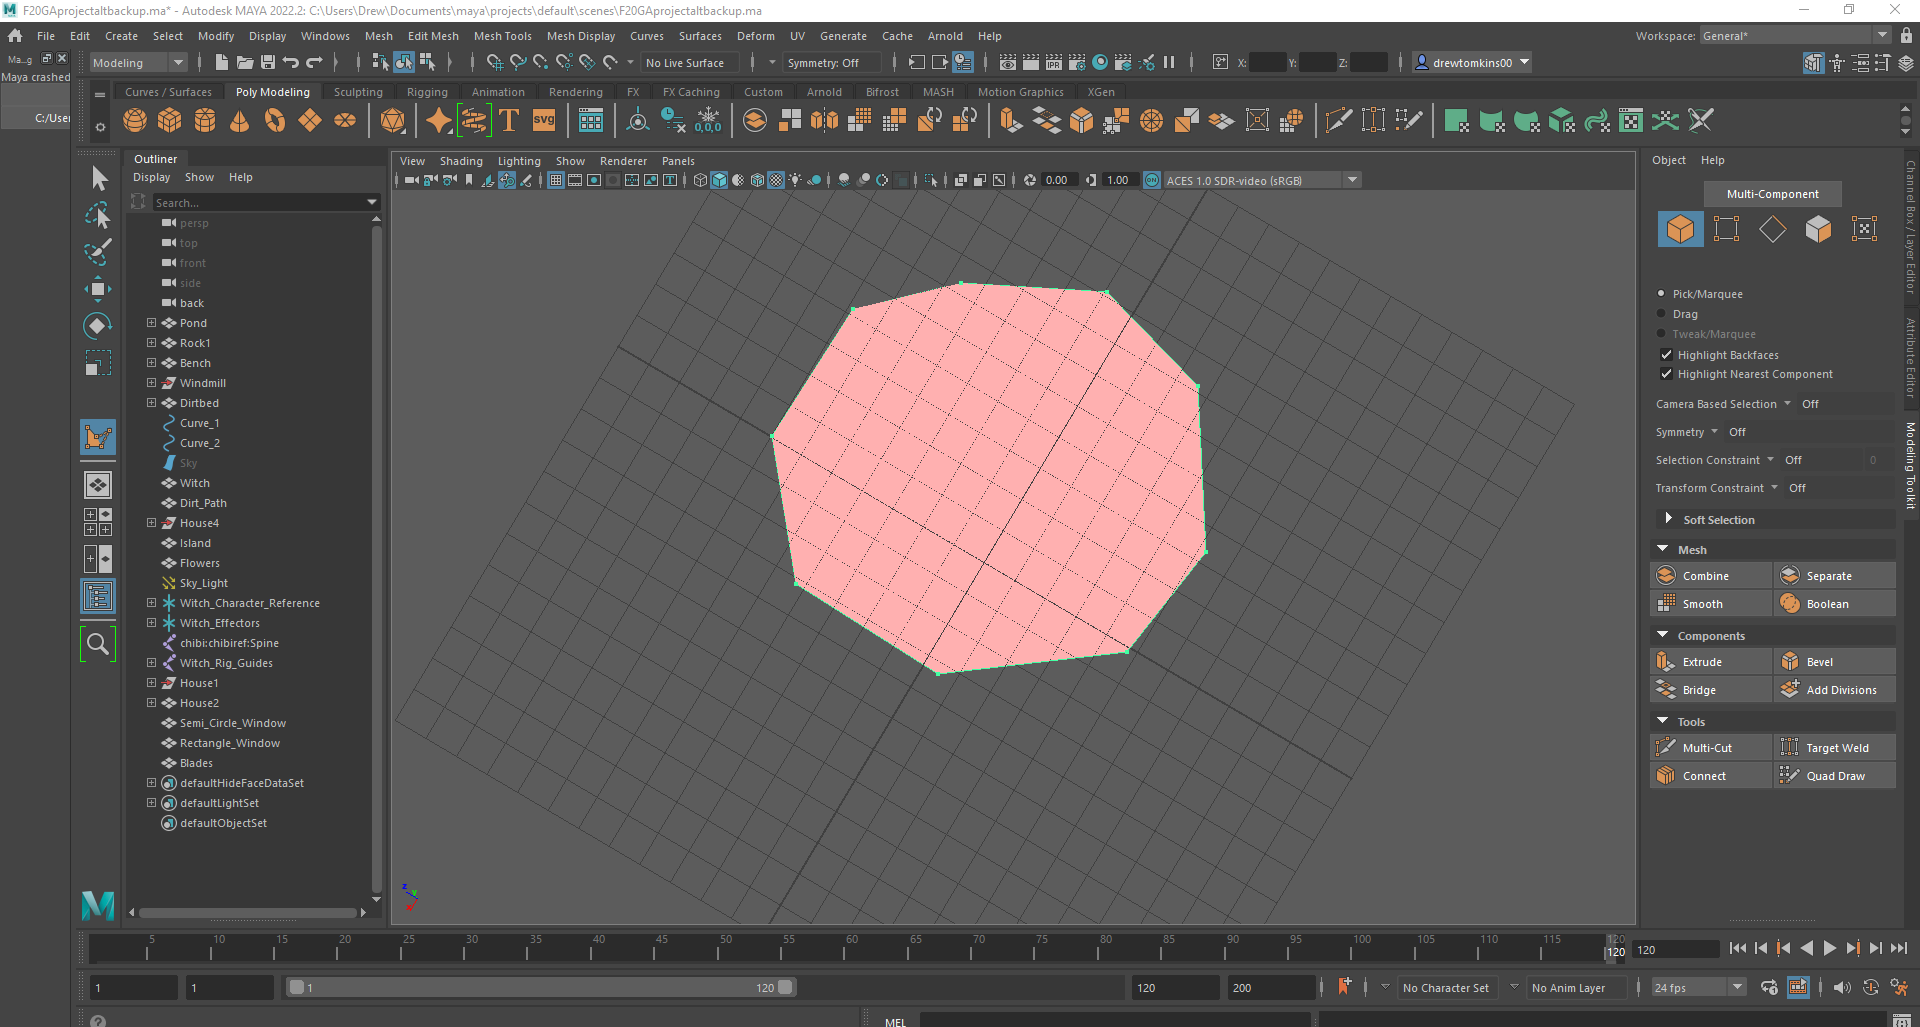 F20GAprojectaltbackup.ma* - Autodesk MAYA 2022.2: C:\Users\Drew\Documents\maya\projects\default\scenes\F20GAprojectaltbackup.ma
File Edit Create Select Modify Display Windows Mesh Edit Mesh Mesh Tools Mesh Display Curves Surfaces Deform UV Generate Cache Arnold Help
Workspace: General*
Ma...g
Modeling
No Live Surface
Symmetry: Off
X: Y: Z:
drewtomkins00
Maya crashed
C:/User
Curves / Surfaces Poly Modeling Sculpting Rigging Animation Rendering FX FX Caching Custom Arnold Bifrost MASH Motion Graphics XGen
T
svg
IPR
0,0,0
Outliner
Display Show Help
Search...
persp
top
front
side
back
Pond
Rock1
Bench
Windmill
Dirtbed
Curve_1
Curve_2
Sky
Witch
Dirt_Path
House4
Island
Flowers
Sky_Light
Witch_Character_Reference
Witch_Effectors
chibi:chibiref:Spine
Witch_Rig_Guides
House1
House2
Semi_Circle_Window
Rectangle_Window
Blades
defaultHideFaceDataSet
defaultLightSet
defaultObjectSet
View Shading Lighting Show Renderer Panels
0.00 1.00 ON ACES 1.0 SDR-video (sRGB)
z
y
Object Help
Multi-Component
Pick/Marquee
Drag
Tweak/Marquee
Highlight Backfaces
Highlight Nearest Component
Camera Based Selection Off
Symmetry Off
Selection Constraint Off 0
Transform Constraint Off
Soft Selection
Mesh
Combine Separate
Smooth Boolean
Components
Extrude Bevel
Bridge Add Divisions
Tools
Multi-Cut Target Weld
Connect Quad Draw
Channel Box / Layer Editor
Attribute Editor
Modeling Toolkit
5 10 15 20 25 30 35 40 45 50 55 60 65 70 75 80 85 90 95 100 105 110 115 120
120
120
1 1 1 120 120 200
No Character Set
No Anim Layer
24 fps
MEL